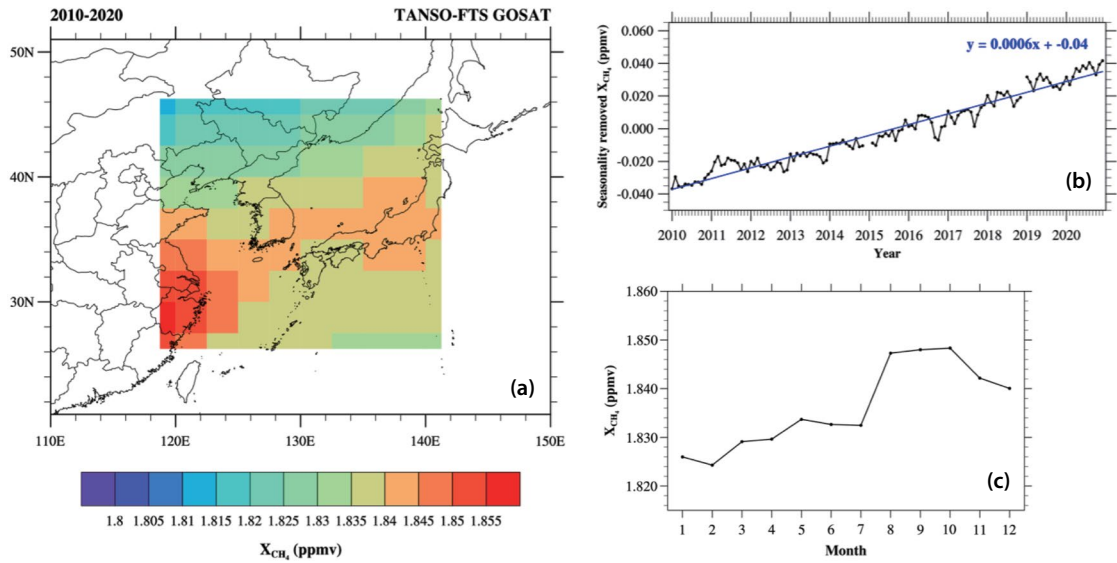 2010-2020 TANSO-FTS GOSAT
50N
40N
30N
110E 120E 130E 140E 150E
(a)
1.8 1.805 1.81 1.815 1.82 1.825 1.83 1.835 1.84 1.845 1.85 1.855
X_CH₄ (ppmv)
Seasonality removed X_CH₄ (ppmv)
0.060
0.040
0.020
0.000
-0.020
-0.040
y = 0.0006x + -0.04
(b)
2010 2011 2012 2013 2014 2015 2016 2017 2018 2019 2020
Year
X_CH₄ (ppmv)
1.860
1.850
1.840
1.830
1.820
(c)
1 2 3 4 5 6 7 8 9 10 11 12
Month